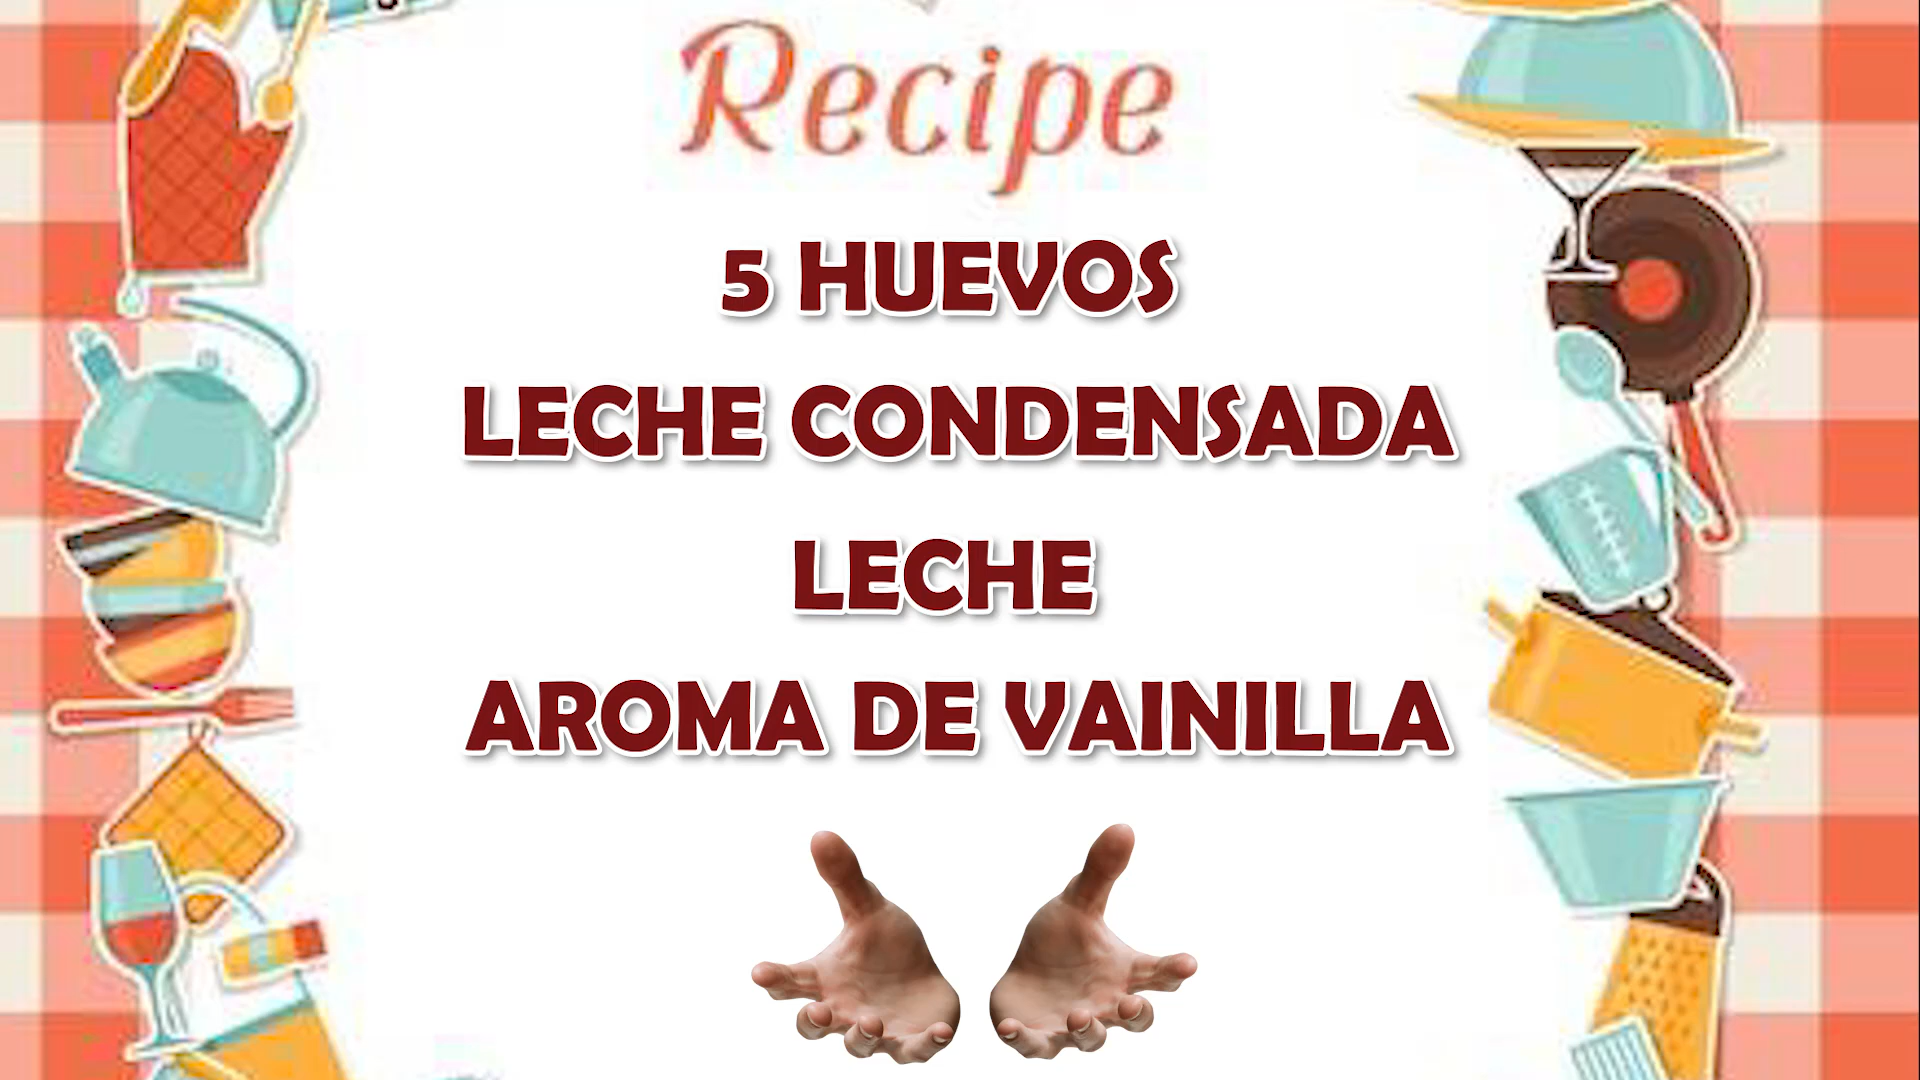 Recipe
5 HUEVOS
LECHE CONDENSADA
LECHE
AROMA DE VAINILLA